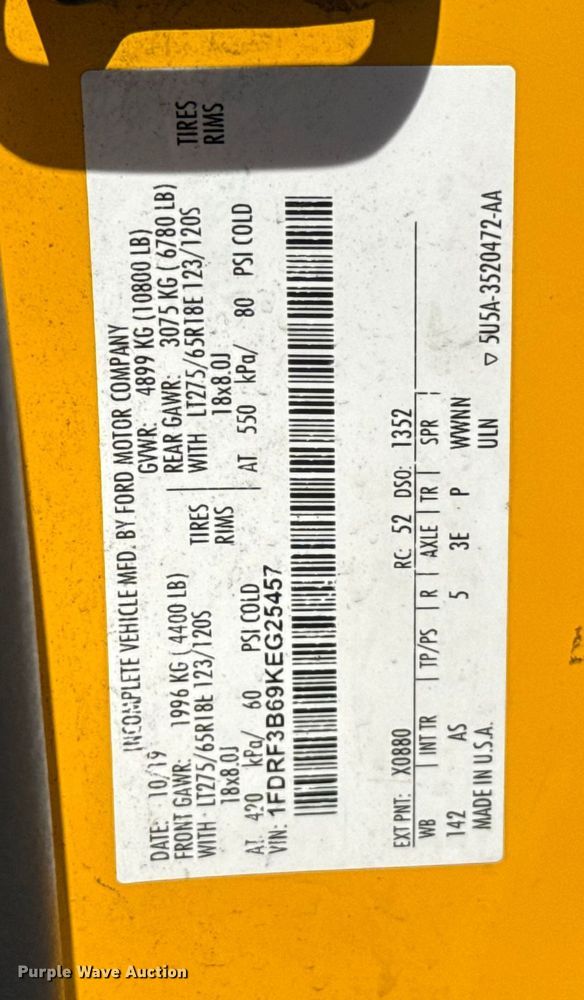 INCOMPLETE VEHICLE MFD. BY FORD MOTOR COMPANY
DATE: 10/19 GVWR: 4899 KG (10800 LB)
FRONT GAWR: 1996 KG ( 4400 LB) REAR GAWR: 3075 KG ( 6780 LB)
WITH LT275/65R18E 123/120S TIRES WITH LT275/65R18E 123/120S TIRES
18x8.0J RIMS 18x8.0J RIMS
AT 420 kPa/ 60 PSI COLD AT 550 kPa/ 80 PSI COLD
VIN: 1FDRF3B69KEG25457
EXT PNT: X0880 RC: 52 DSO: 1352
WB | INT TR | TP/PS | R | AXLE | TR | SPR
142 AS 5 3E P WWNN
MADE IN U.S.A. ULN ▽ 5U5A-3520472-AA
Purple Wave Auction